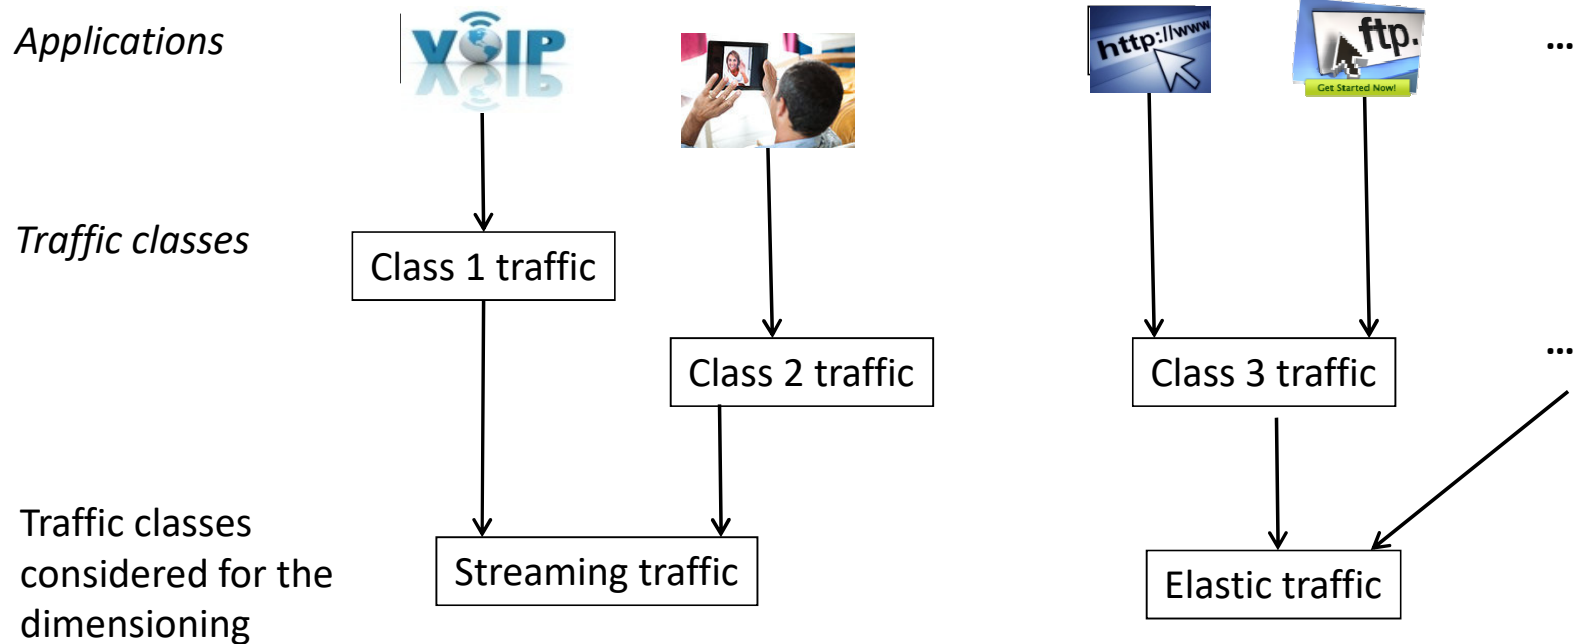 Applications
VOIP
http://www
ftp.
Get Started Now!
...
Traffic classes
Class 1 traffic
Class 2 traffic
Class 3 traffic
...
Traffic classes
considered for the
dimensioning
Streaming traffic
Elastic traffic